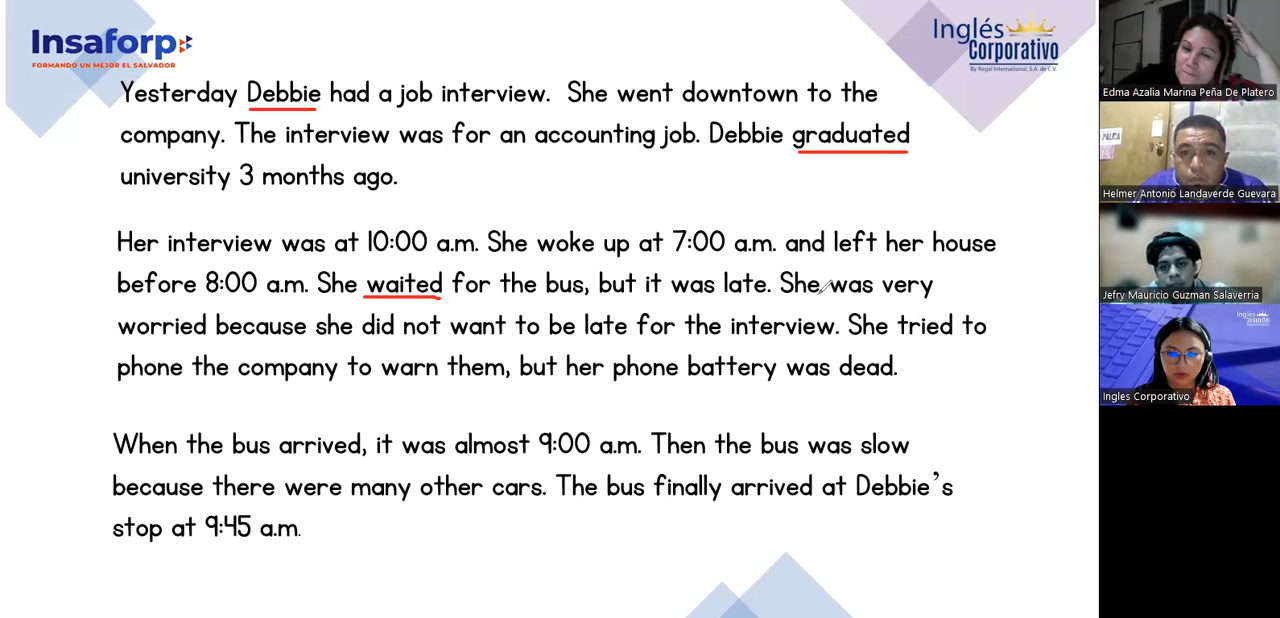 Insaforp
FORMANDO UN MEJOR EL SALVADOR
Inglés
Corporativo
By Regal International, S.A. de C.V.
Yesterday Debbie had a job interview. She went downtown to the
company. The interview was for an accounting job. Debbie graduated
university 3 months ago.
Her interview was at 10:00 a.m. She woke up at 7:00 a.m. and left her house
before 8:00 a.m. She waited for the bus, but it was late. She was very
worried because she did not want to be late for the interview. She tried to
phone the company to warn them, but her phone battery was dead.
When the bus arrived, it was almost 9:00 a.m. Then the bus was slow
because there were many other cars. The bus finally arrived at Debbie's
stop at 9:45 a.m.
Edma Azalia Marina Peña De Platero
Helmer Antonio Landaverde Guevara
Jefry Mauricio Guzman Salaverria
Ingles Corporativo